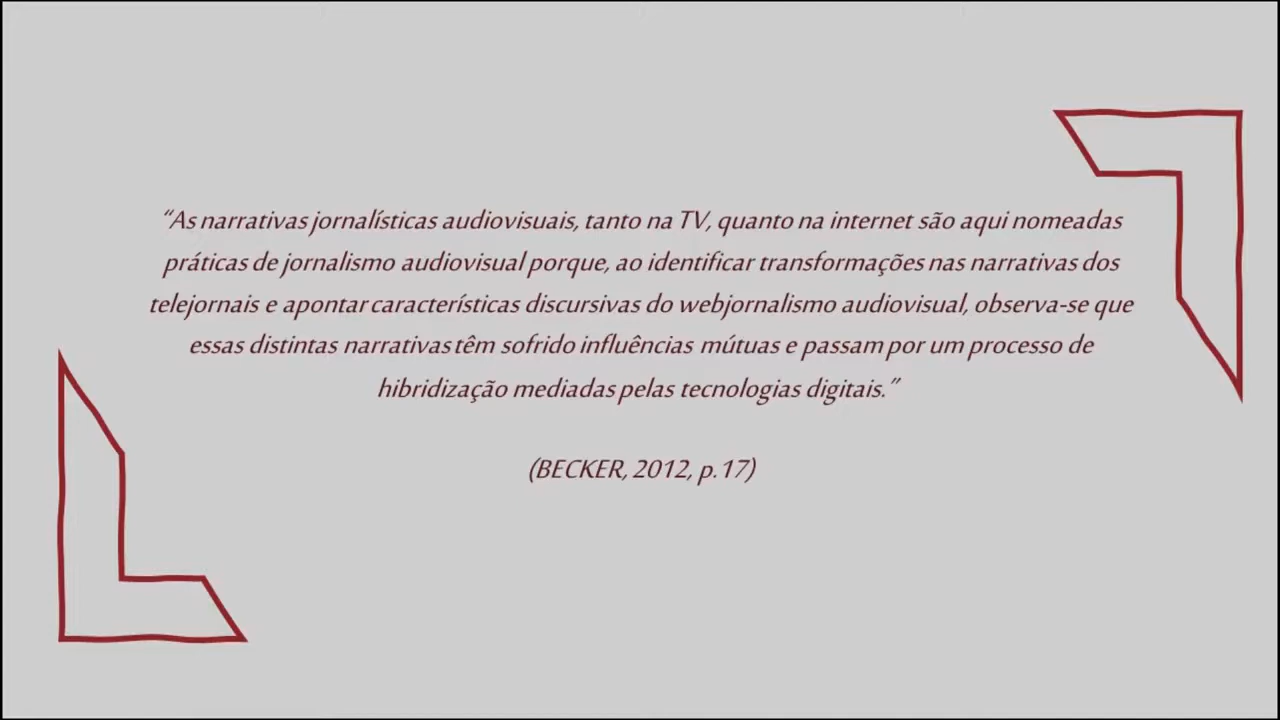 “As narrativas jornalísticas audiovisuais, tanto na TV, quanto na internet são aqui nomeadas
práticas de jornalismo audiovisual porque, ao identificar transformações nas narrativas dos
telejornais e apontar características discursivas do webjornalismo audiovisual, observa-se que
essas distintas narrativas têm sofrido influências mútuas e passam por um processo de
hibridização mediadas pelas tecnologias digitais.”
(BECKER, 2012, p.17)